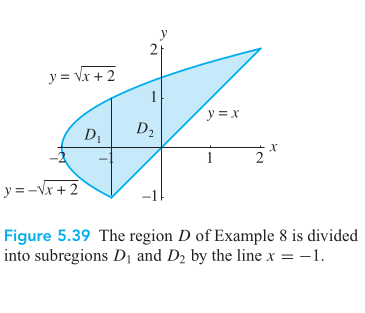 y
2
y = √x + 2
1
y = x
D₁
D₂
x
−2
−1
1
2
y = −√x + 2
−1
Figure 5.39 The region D of Example 8 is divided
into subregions D₁ and D₂ by the line x = −1.